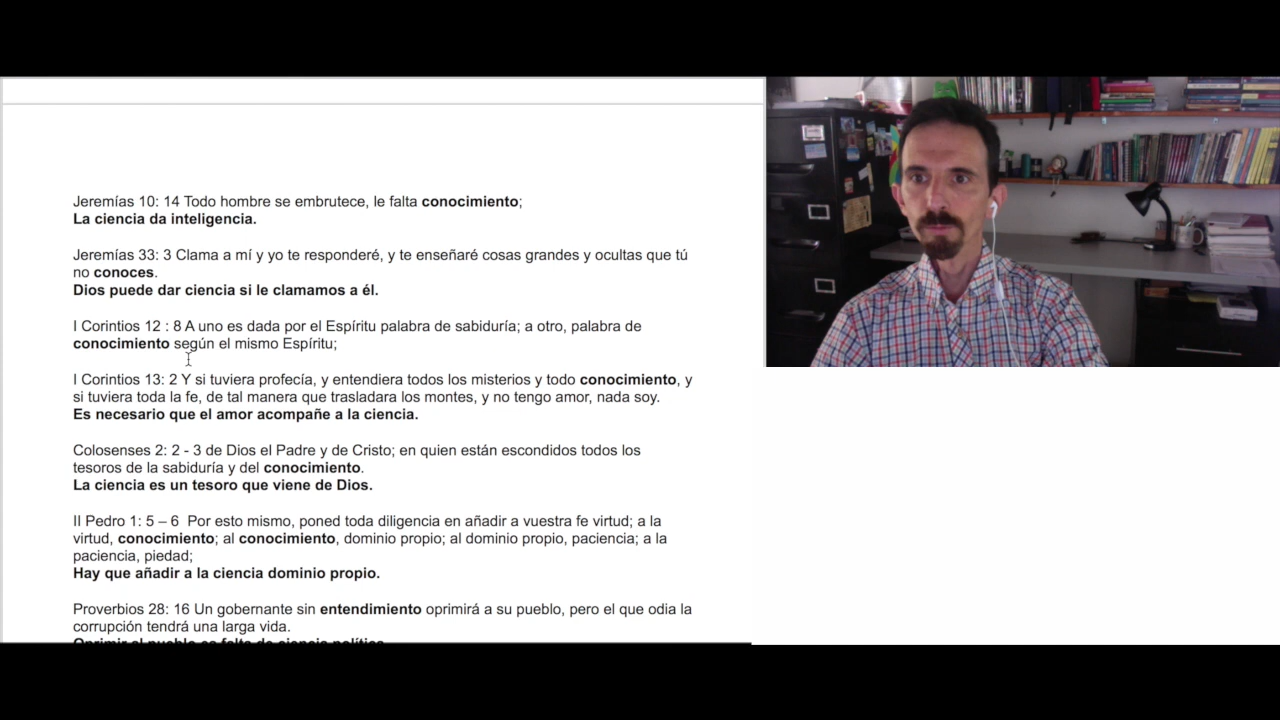 Jeremías 10: 14 Todo hombre se embrutece, le falta conocimiento;
La ciencia da inteligencia.
Jeremías 33: 3 Clama a mí y yo te responderé, y te enseñaré cosas grandes y ocultas que tú
no conoces.
Dios puede dar ciencia si le clamamos a él.
I Corintios 12 : 8 A uno es dada por el Espíritu palabra de sabiduría; a otro, palabra de
conocimiento según el mismo Espíritu;
I Corintios 13: 2 Y si tuviera profecía, y entendiera todos los misterios y todo conocimiento, y
si tuviera toda la fe, de tal manera que trasladara los montes, y no tengo amor, nada soy.
Es necesario que el amor acompañe a la ciencia.
Colosenses 2: 2 - 3 de Dios el Padre y de Cristo; en quien están escondidos todos los
tesoros de la sabiduría y del conocimiento.
La ciencia es un tesoro que viene de Dios.
II Pedro 1: 5 – 6  Por esto mismo, poned toda diligencia en añadir a vuestra fe virtud; a la
virtud, conocimiento; al conocimiento, dominio propio; al dominio propio, paciencia; a la
paciencia, piedad;
Hay que añadir a la ciencia dominio propio.
Proverbios 28: 16 Un gobernante sin entendimiento oprimirá a su pueblo, pero el que odia la
corrupción tendrá una larga vida.
Oprimir al pueblo es falta de ciencia política.